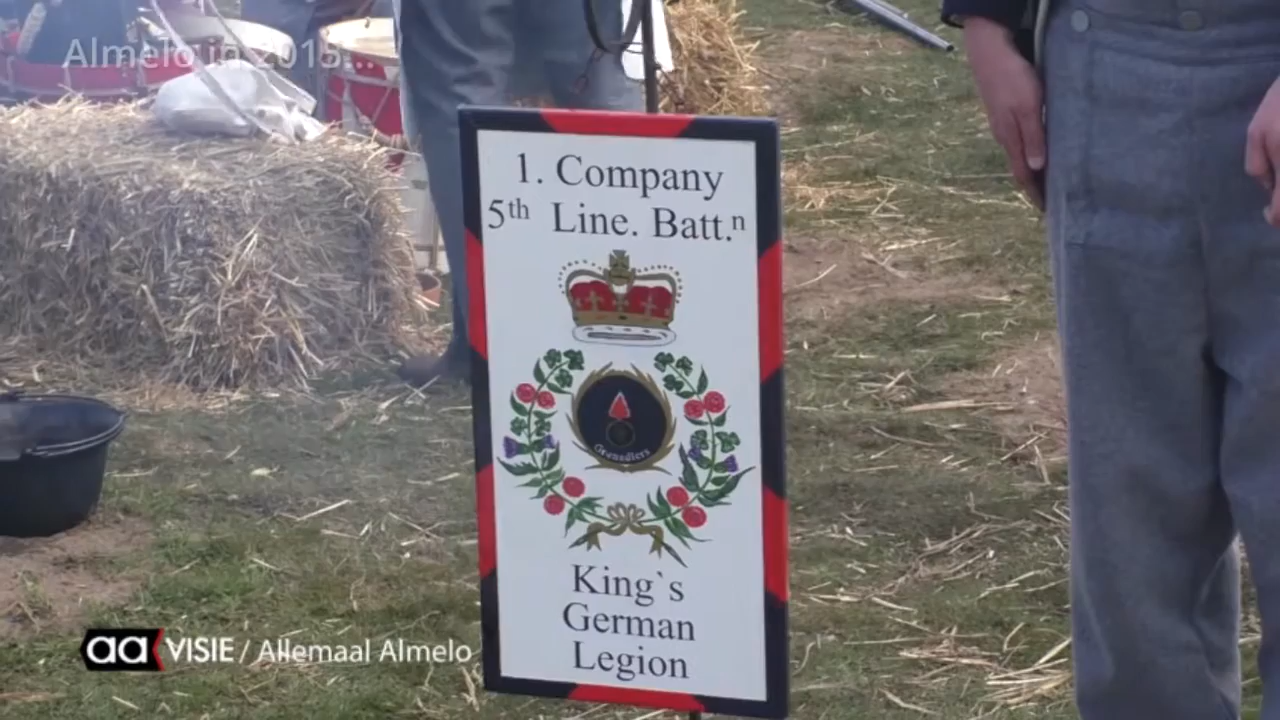 Almelo in 2015...
1. Company
5th Line. Batt.n
Grenadiers
King`s
German
Legion
aa VISIE / Allemaal Almelo